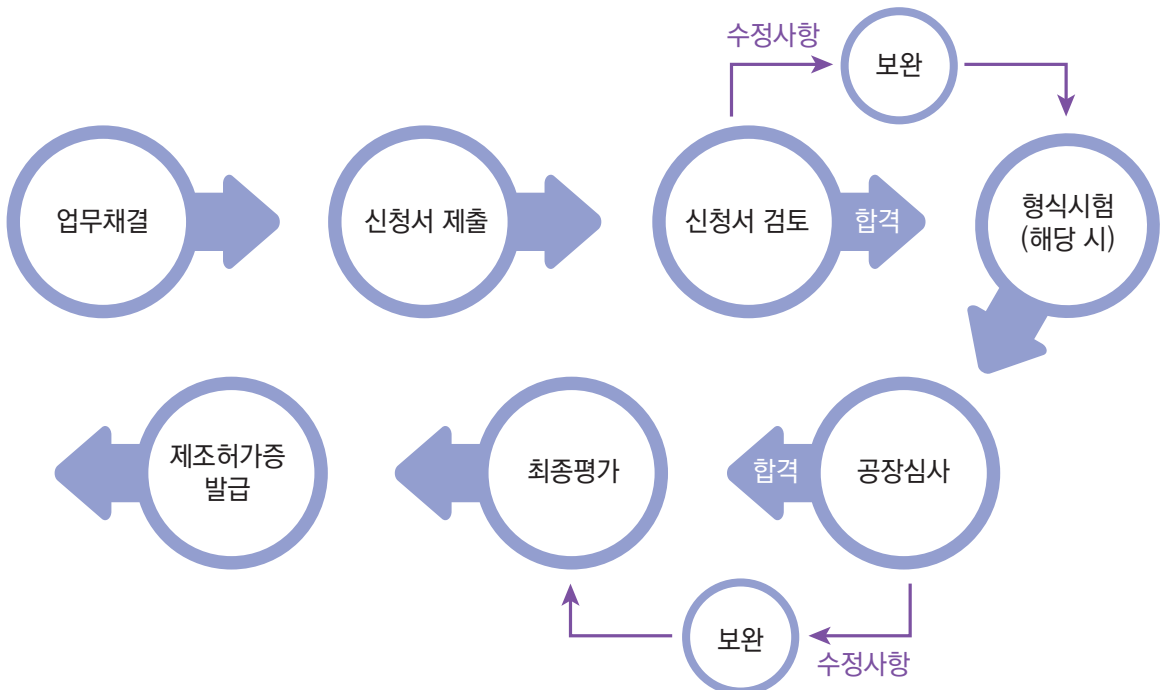 수정사항
보완
업무채결
신청서 제출
신청서 검토
합격
형식시험
(해당 시)
공장심사
합격
최종평가
제조허가증
발급
보완
수정사항